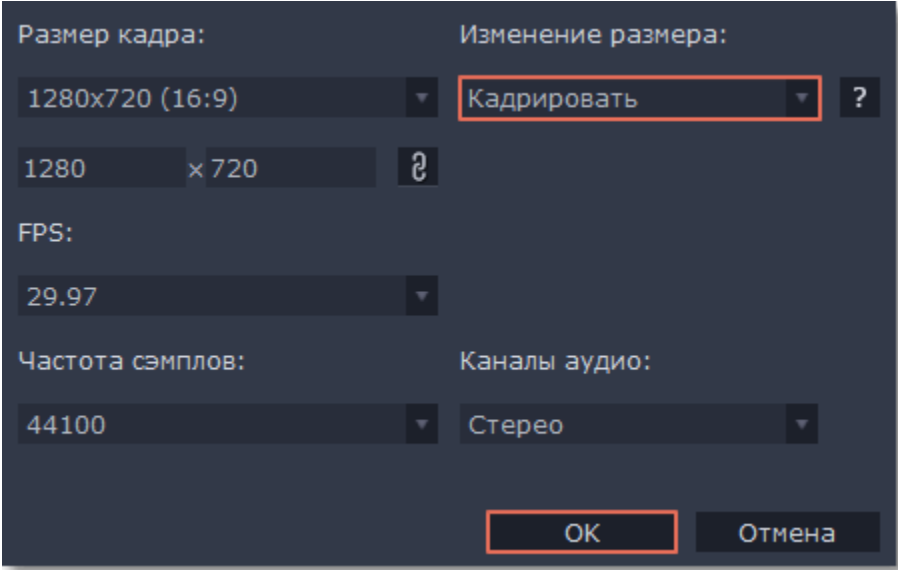 Размер кадра: Изменение размера:
1280x720 (16:9) Кадрировать ?
1280 × 720
FPS:
29.97
Частота сэмплов: Каналы аудио:
44100 Стерео
OK Отмена